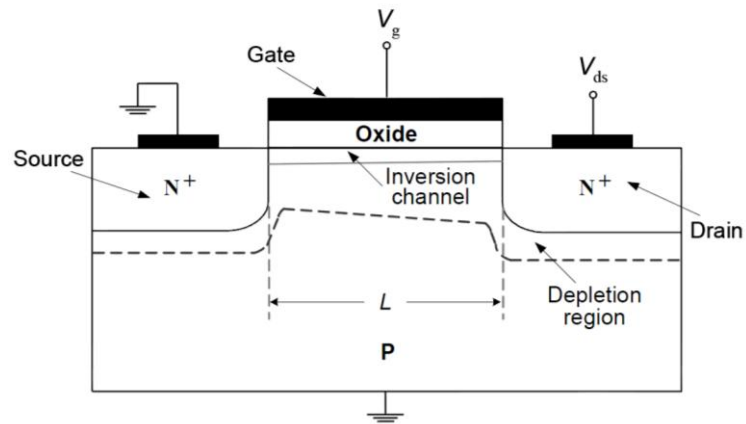 V_g
Gate
V_ds
Oxide
Source
N⁺
Inversion
channel
N⁺
Drain
L
Depletion
region
P